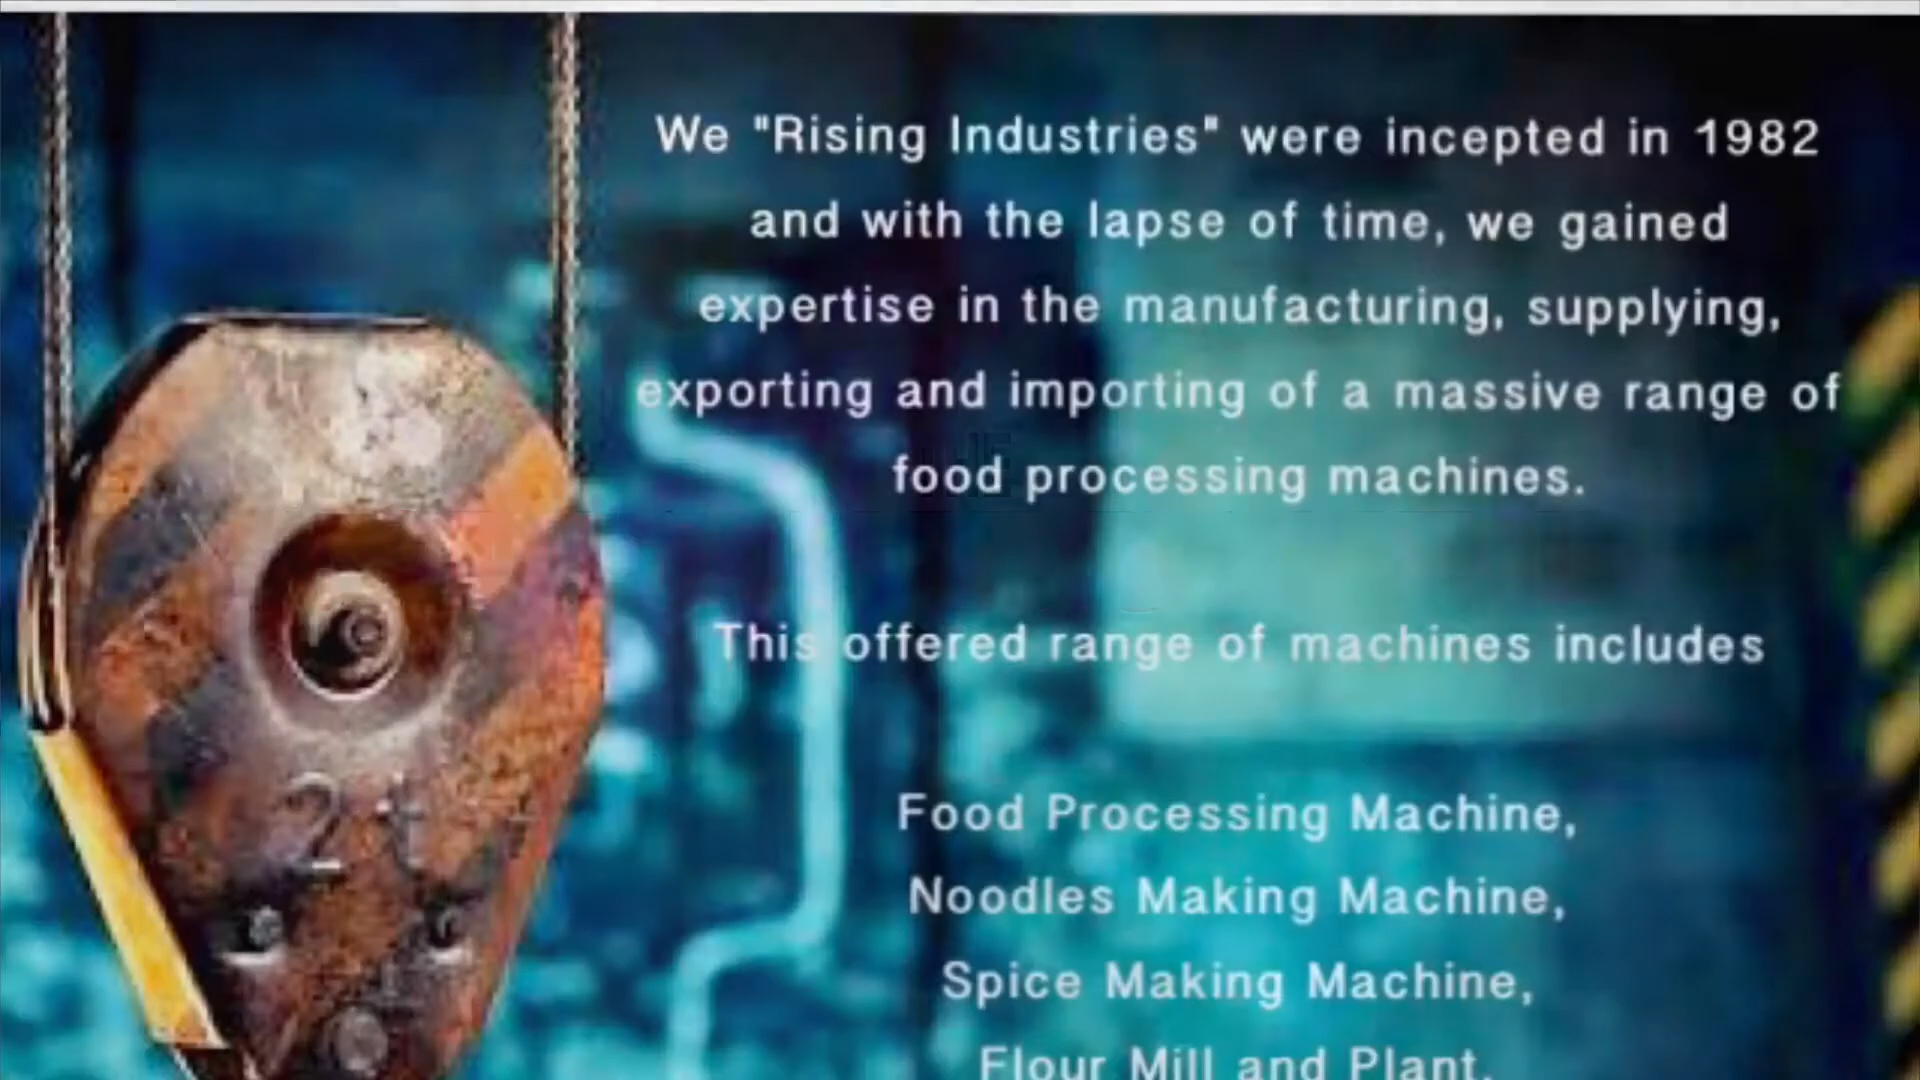 We "Rising Industries" were incepted in 1982
and with the lapse of time, we gained
expertise in the manufacturing, supplying,
exporting and importing of a massive range of
food processing machines.
This offered range of machines includes
Food Processing Machine,
Noodles Making Machine,
Spice Making Machine,
Flour Mill and Plant,
2 t